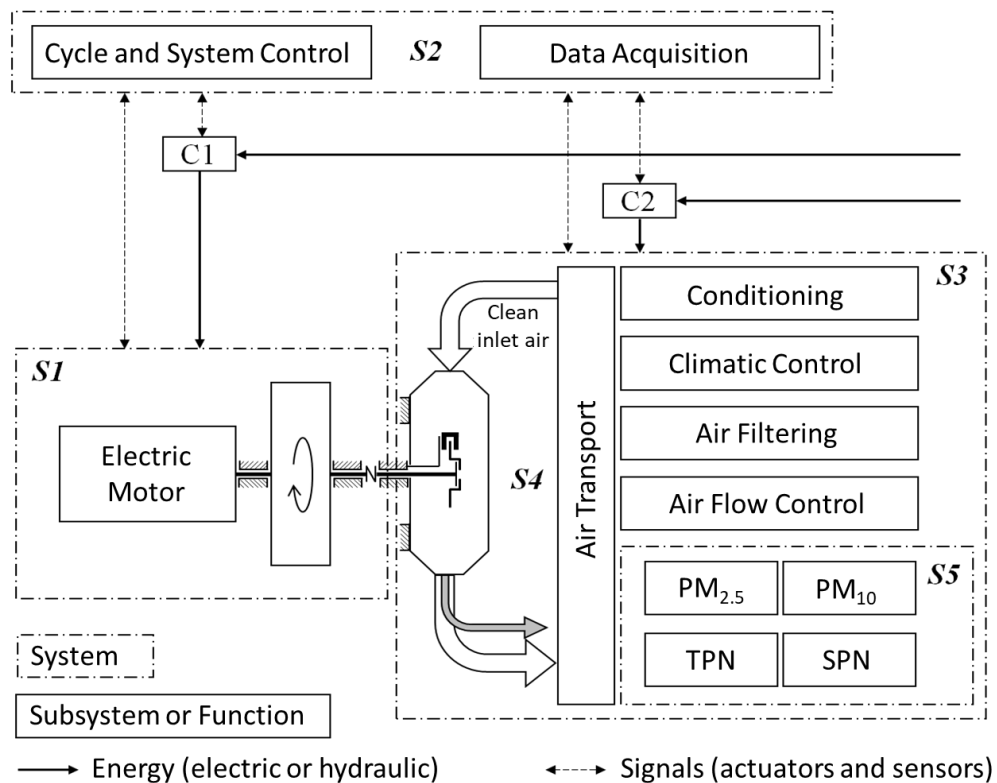 Cycle and System Control
S2
Data Acquisition
C1
C2
S3
Conditioning
Clean
inlet air
S1
Climatic Control
Electric
Motor
Air Filtering
S4
Air Transport
Air Flow Control
S5
PM2.5
PM10
TPN
SPN
System
Subsystem or Function
Energy (electric or hydraulic)
Signals (actuators and sensors)